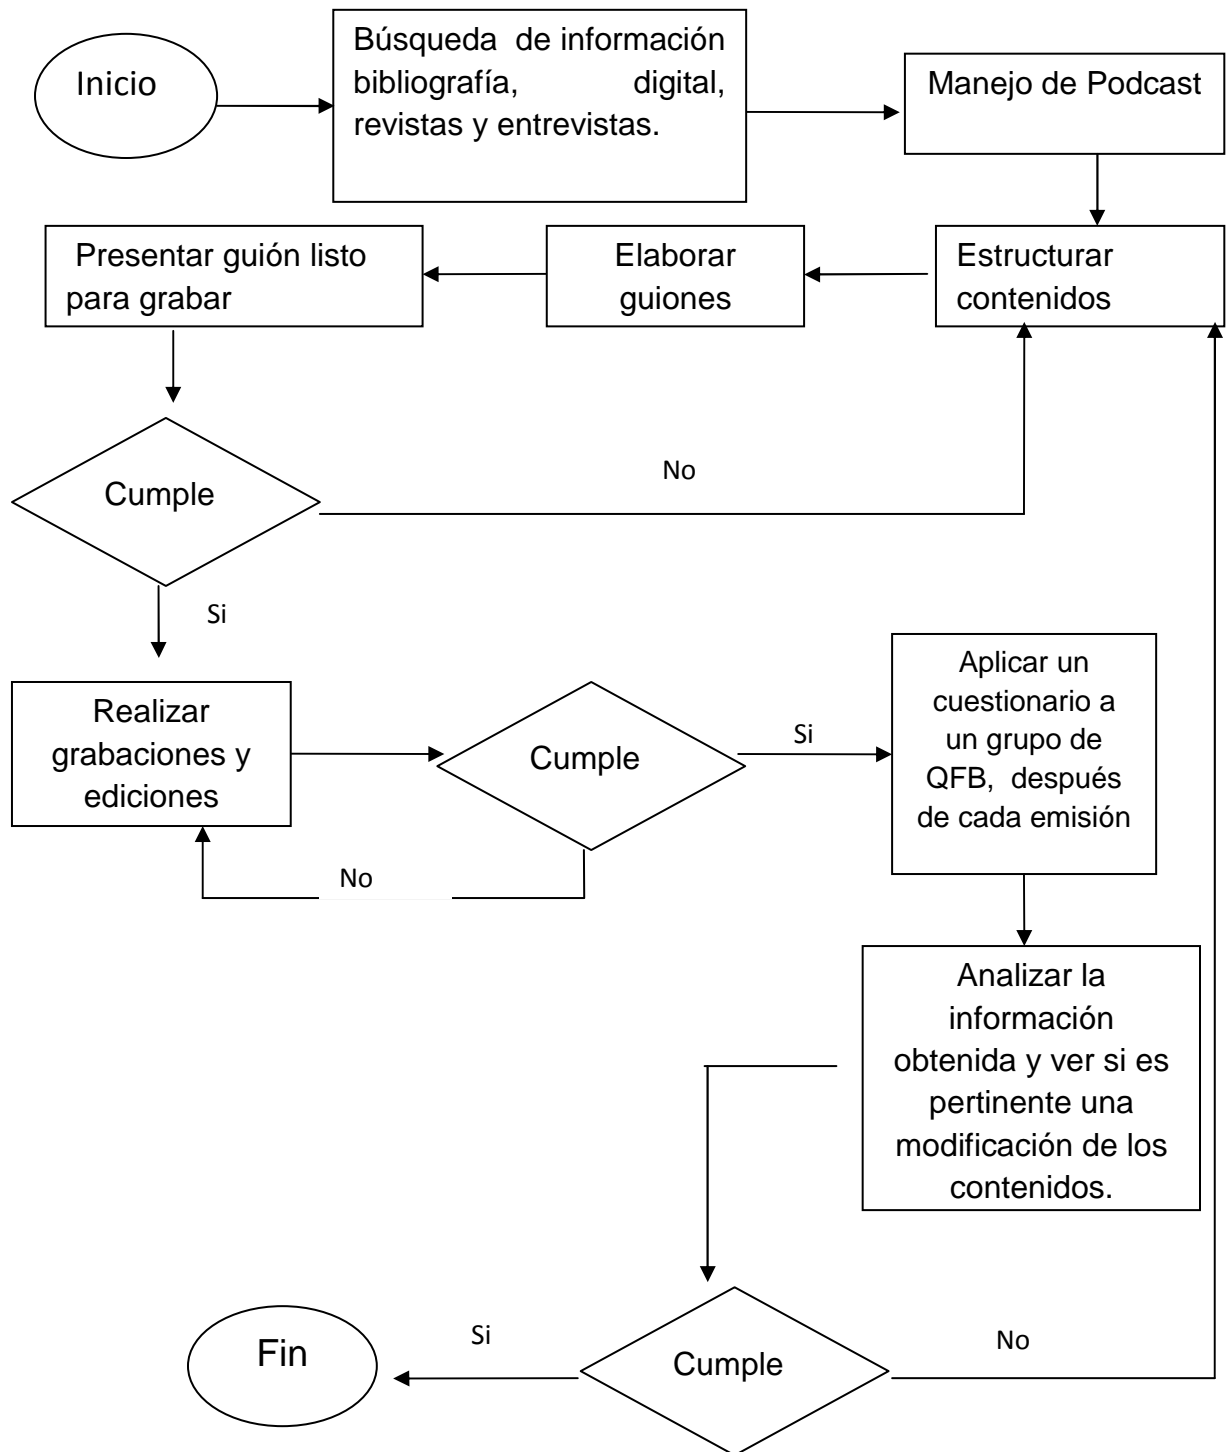 Inicio
Búsqueda de información
bibliografía, digital,
revistas y entrevistas.
Manejo de Podcast
Presentar guión listo
para grabar
Elaborar
guiones
Estructurar
contenidos
Cumple
No
Si
Realizar
grabaciones y
ediciones
Cumple
Si
No
Aplicar un
cuestionario a
un grupo de
QFB, después
de cada emisión
Analizar la
información
obtenida y ver si es
pertinente una
modificación de los
contenidos.
Fin
Si
Cumple
No